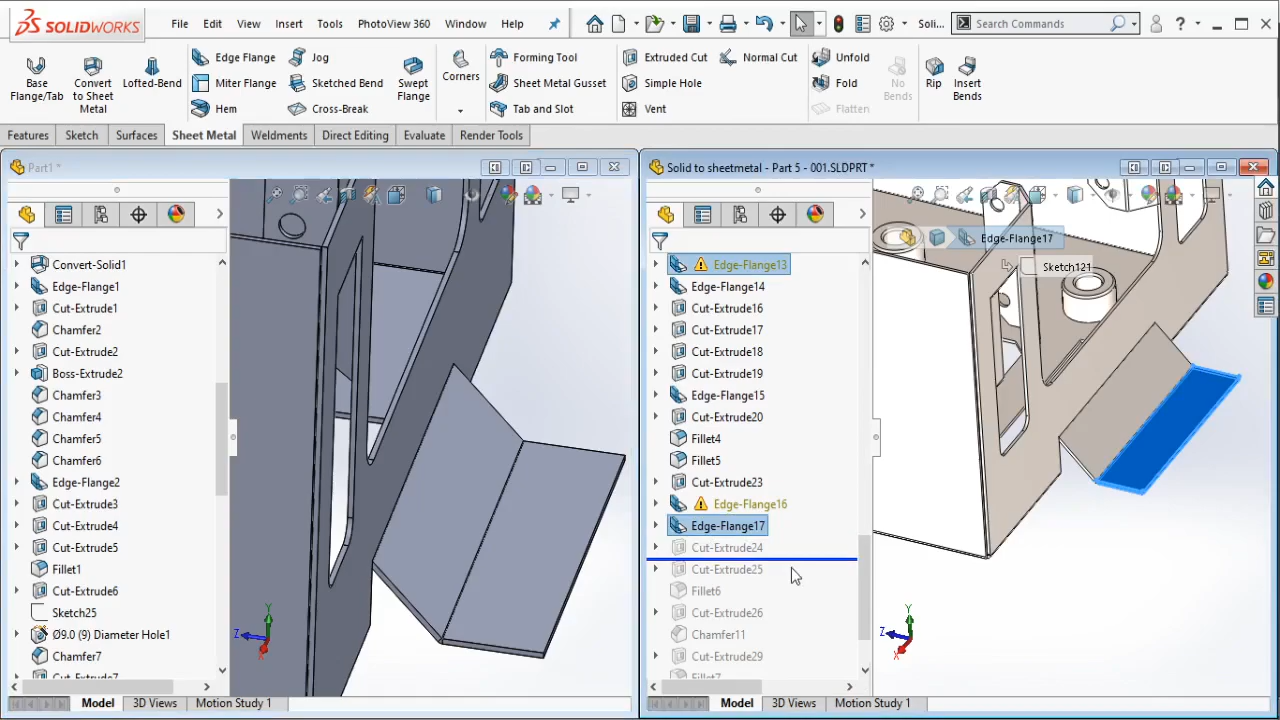 SOLIDWORKS File Edit View Insert Tools PhotoView 360 Window Help Soli... Search Commands
Base Flange/Tab Convert to Sheet Metal Lofted-Bend Edge Flange Jog Corners Forming Tool Extruded Cut Normal Cut Unfold No Bends Rip Insert Bends
Miter Flange Sketched Bend Swept Flange Sheet Metal Gusset Simple Hole Fold
Hem Cross-Break Tab and Slot Vent Flatten
Features Sketch Surfaces Sheet Metal Weldments Direct Editing Evaluate Render Tools
Part1 *
Convert-Solid1
Edge-Flange1
Cut-Extrude1
Chamfer2
Cut-Extrude2
Boss-Extrude2
Chamfer3
Chamfer4
Chamfer5
Chamfer6
Edge-Flange2
Cut-Extrude3
Cut-Extrude4
Cut-Extrude5
Fillet1
Cut-Extrude6
Sketch25
Ø9.0 (9) Diameter Hole1
Chamfer7
Cut-Extrude7
Y
Z
X
Model 3D Views Motion Study 1
Solid to sheetmetal - Part 5 - 001.SLDPRT *
Edge-Flange17
Sketch121
Edge-Flange13
Edge-Flange14
Cut-Extrude16
Cut-Extrude17
Cut-Extrude18
Cut-Extrude19
Edge-Flange15
Cut-Extrude20
Fillet4
Fillet5
Cut-Extrude23
Edge-Flange16
Edge-Flange17
Cut-Extrude24
Cut-Extrude25
Fillet6
Cut-Extrude26
Chamfer11
Cut-Extrude29
Fillet7
Y
Z
X
Model 3D Views Motion Study 1